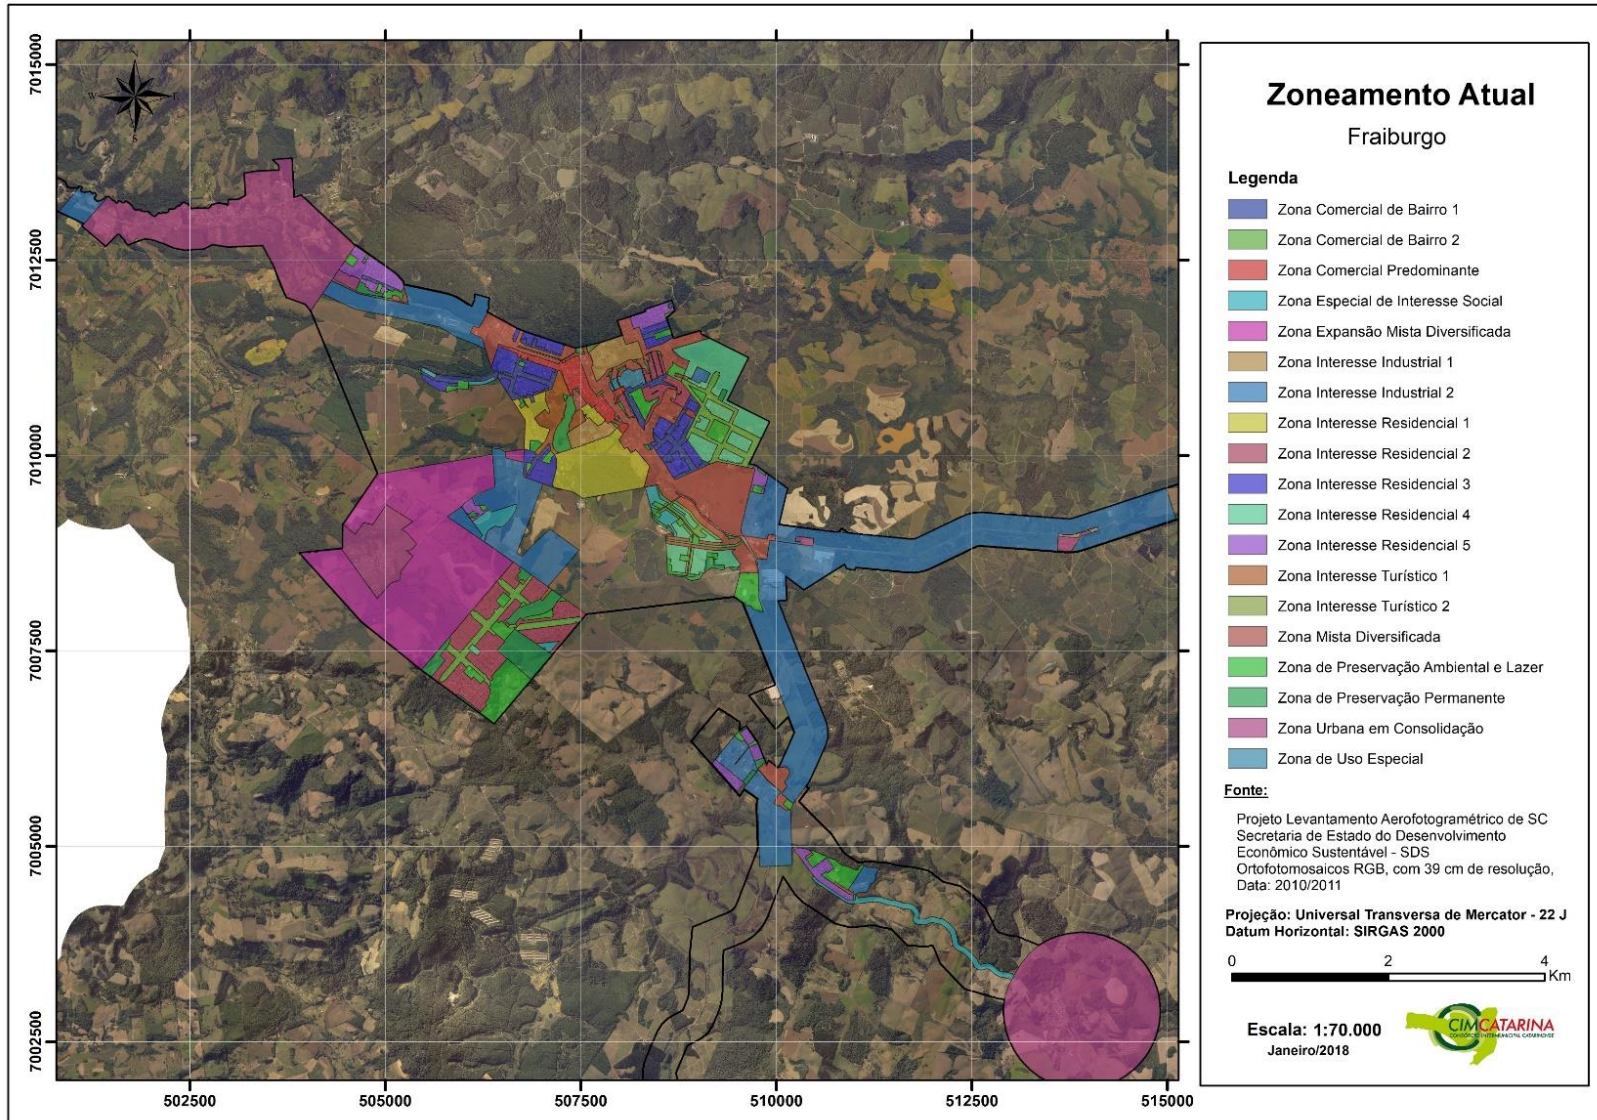 Zoneamento Atual
Fraiburgo
Legenda
Zona Comercial de Bairro 1
Zona Comercial de Bairro 2
Zona Comercial Predominante
Zona Especial de Interesse Social
Zona Expansão Mista Diversificada
Zona Interesse Industrial 1
Zona Interesse Industrial 2
Zona Interesse Residencial 1
Zona Interesse Residencial 2
Zona Interesse Residencial 3
Zona Interesse Residencial 4
Zona Interesse Residencial 5
Zona Interesse Turístico 1
Zona Interesse Turístico 2
Zona Mista Diversificada
Zona de Preservação Ambiental e Lazer
Zona de Preservação Permanente
Zona Urbana em Consolidação
Zona de Uso Especial
Fonte:
Projeto Levantamento Aerofotogramétrico de SC
Secretaria de Estado do Desenvolvimento
Econômico Sustentável - SDS
Ortofotomosaicos RGB, com 39 cm de resolução,
Data: 2010/2011
Projeção: Universal Transversa de Mercator - 22 J
Datum Horizontal: SIRGAS 2000
0 2 4
Km
Escala: 1:70.000
Janeiro/2018
CIMCATARINA
CONSÓRCIO INTERMUNICIPAL CATARINENSE
7015000
7012500
7010000
7007500
7005000
7002500
502500 505000 507500 510000 512500 515000
N
W E
S